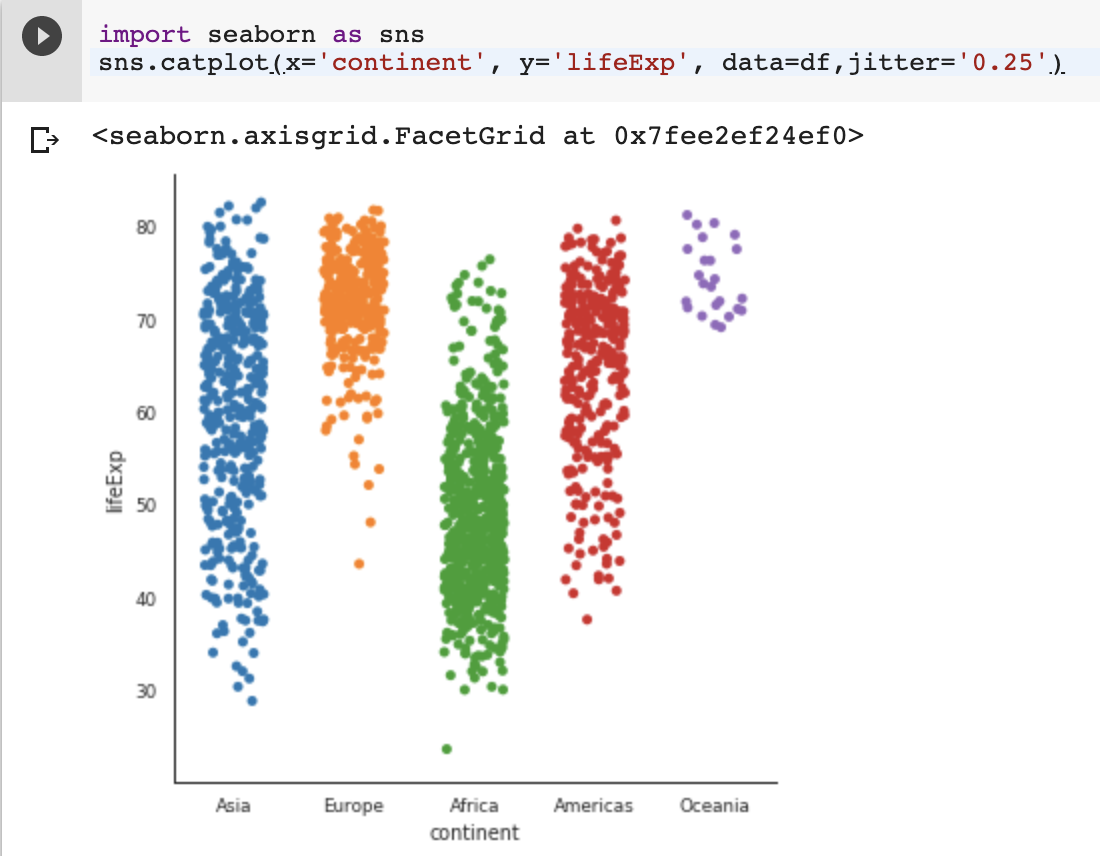 import seaborn as sns
sns.catplot(x='continent', y='lifeExp', data=df,jitter='0.25')
<seaborn.axisgrid.FacetGrid at 0x7fee2ef24ef0>
80
70
60
50
40
30
lifeExp
Asia Europe Africa Americas Oceania
continent